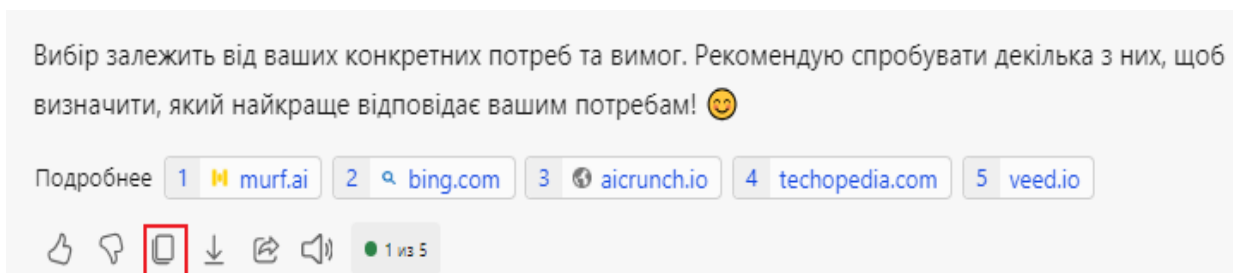 Вибір залежить від ваших конкретних потреб та вимог. Рекомендую спробувати декілька з них, щоб
визначити, який найкраще відповідає вашим потребам! 😊
Подробнее 1 murf.ai 2 bing.com 3 aicrunch.io 4 techopedia.com 5 veed.io
1 из 5